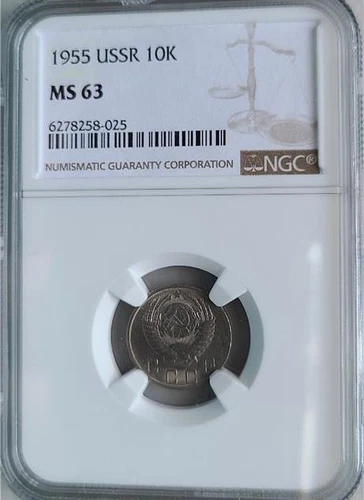 1955 USSR 10K
MS 63
6278258-025
NUMISMATIC GUARANTY CORPORATION
NGC®
СССР